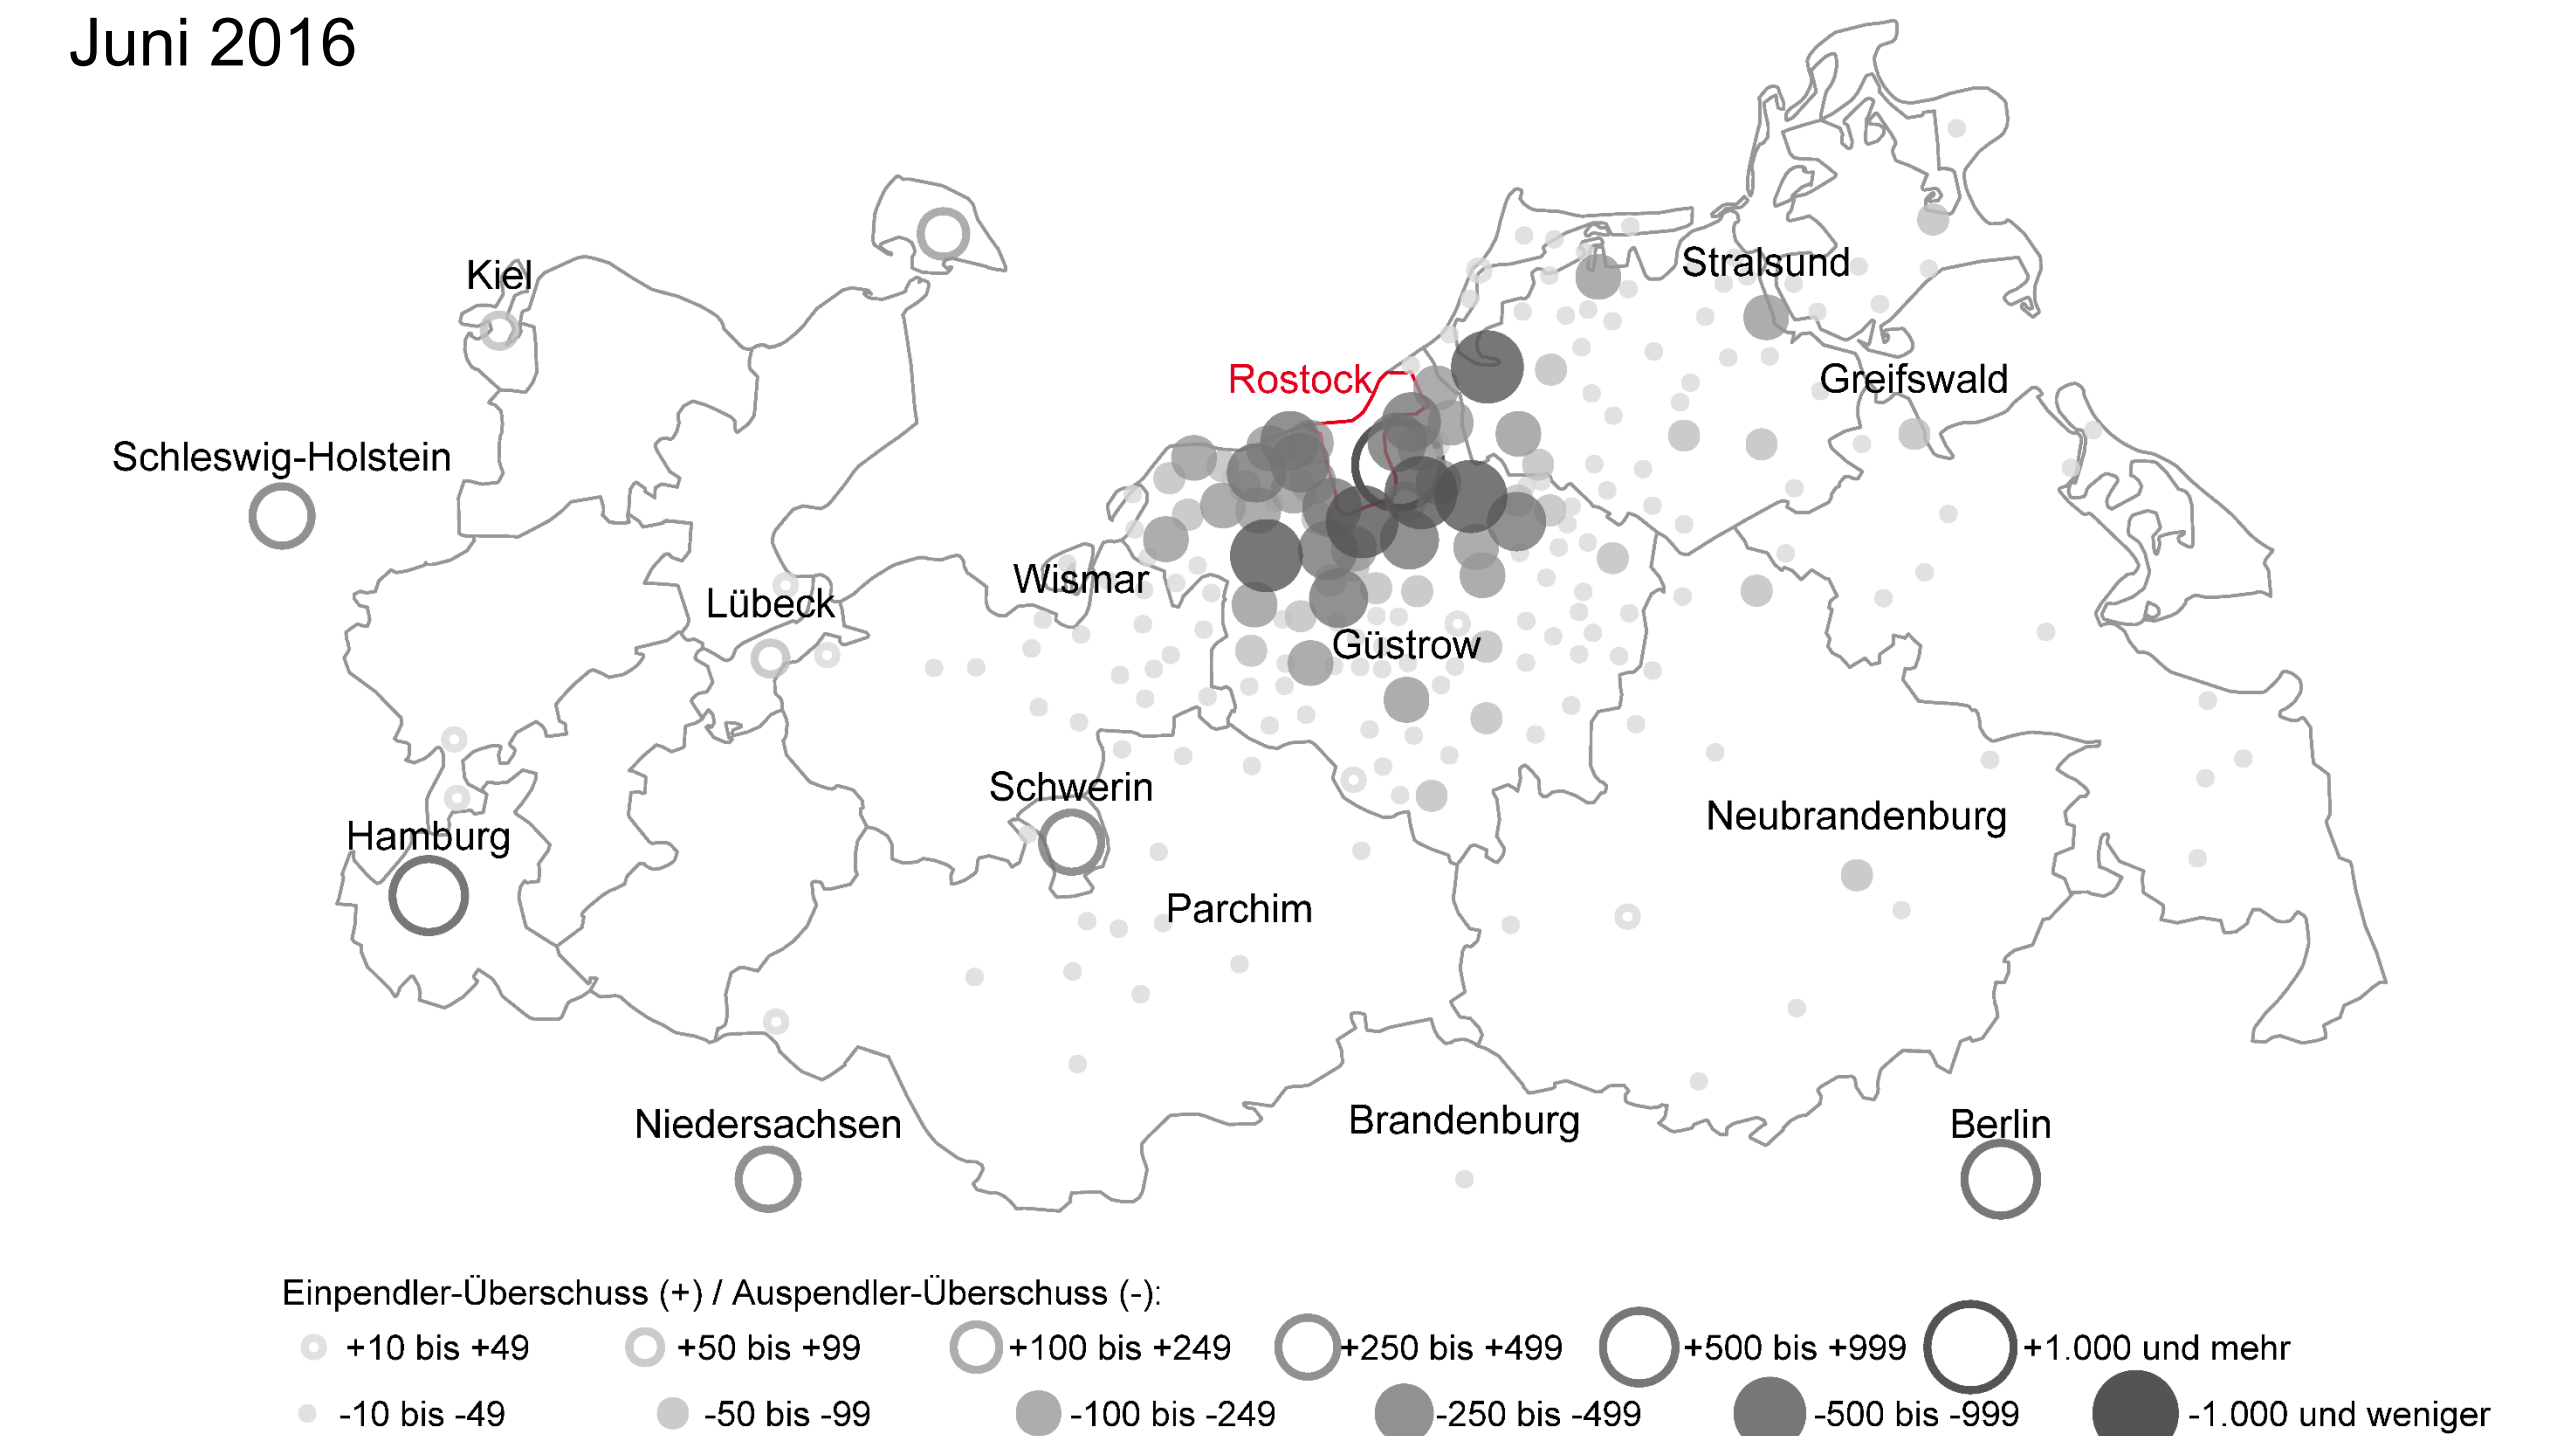 Juni 2016
Kiel
Stralsund
Rostock
Greifswald
Schleswig-Holstein
Wismar
Lübeck
Güstrow
Schwerin
Neubrandenburg
Hamburg
Parchim
Niedersachsen
Brandenburg
Berlin
Einpendler-Überschuss (+) / Auspendler-Überschuss (-):
+10 bis +49 +50 bis +99 +100 bis +249 +250 bis +499 +500 bis +999 +1.000 und mehr
-10 bis -49 -50 bis -99 -100 bis -249 -250 bis -499 -500 bis -999 -1.000 und weniger